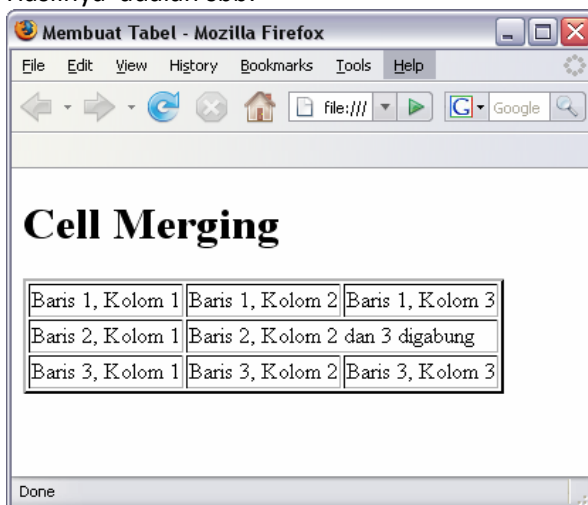 Membuat Tabel - Mozilla Firefox
File Edit View History Bookmarks Tools Help
file:/// G Google
Cell Merging
Baris 1, Kolom 1 Baris 1, Kolom 2 Baris 1, Kolom 3
Baris 2, Kolom 1 Baris 2, Kolom 2 dan 3 digabung
Baris 3, Kolom 1 Baris 3, Kolom 2 Baris 3, Kolom 3
Done